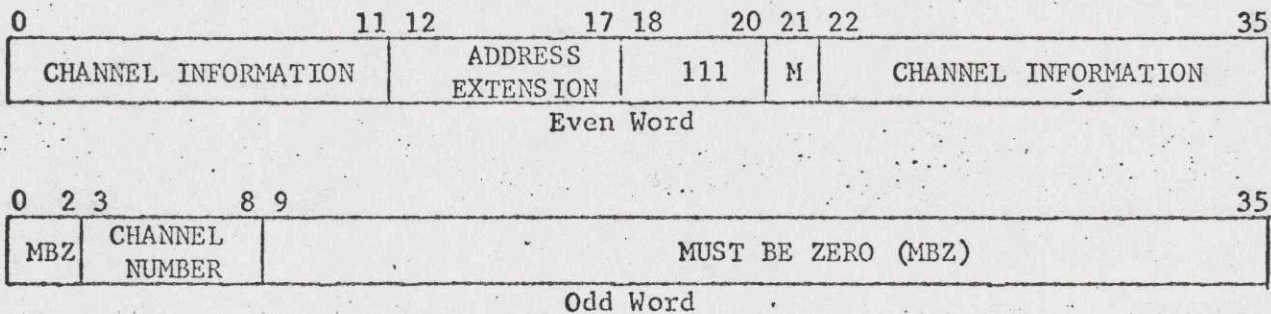 0 11 12 17 18 20 21 22 35
CHANNEL INFORMATION ADDRESS EXTENSION 111 M CHANNEL INFORMATION
Even Word
0 2 3 8 9 35
MBZ CHANNEL NUMBER MUST BE ZERO (MBZ)
Odd Word